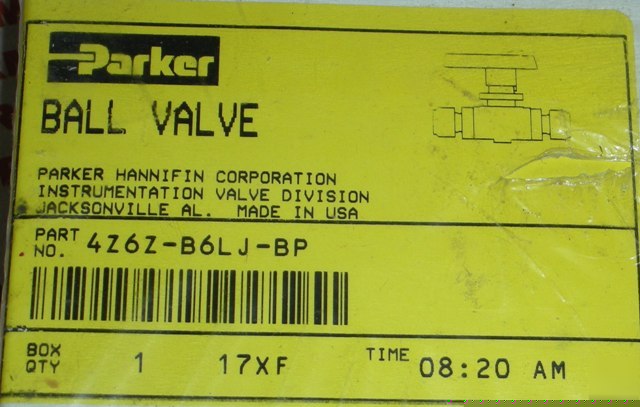 Parker
BALL VALVE
PARKER HANNIFIN CORPORATION
INSTRUMENTATION VALVE DIVISION
JACKSONVILLE AL. MADE IN USA
PART NO. 4Z6Z-B6LJ-BP
BOX QTY 1 17XF TIME 08:20 AM